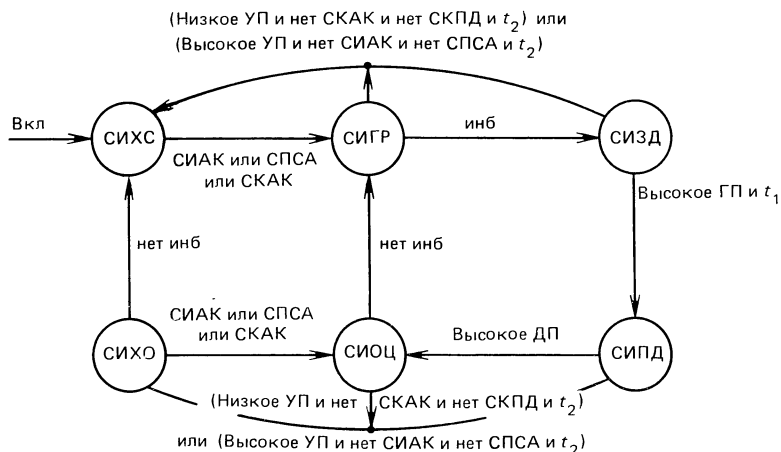 (Низкое УП и нет СКАК и нет СКПД и t₂) или
(Высокое УП и нет СИАК и нет СПСА и t₂)
Вкл
СИХС
СИАК или СПСА
или СКАК
СИГР
инб
СИЗД
Высокое ГП и t₁
нет инб
нет инб
СИХО
СИАК или СПСА
или СКАК
СИОЦ
Высокое ДП
СИПД
(Низкое УП и нет СКАК и нет СКПД и t₂)
или (Высокое УП и нет СИАК и нет СПСА и t₂)